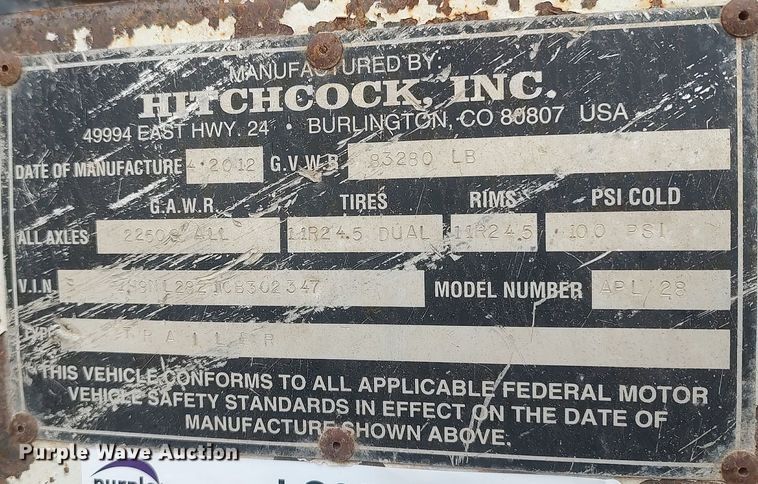 MANUFACTURED BY:
HITCHCOCK, INC.
49994 EAST HWY. 24 • BURLINGTON, CO 80807 USA
DATE OF MANUFACTURE 4-2012 G.V.W.R. 83280 LB
G.A.W.R. TIRES RIMS PSI COLD
ALL AXLES ALL 11R24.5 DUAL 11R24.5 100 PSI
V.I.N. MODEL NUMBER APL 28
TYPE TRAILER
THIS VEHICLE CONFORMS TO ALL APPLICABLE FEDERAL MOTOR
VEHICLE SAFETY STANDARDS IN EFFECT ON THE DATE OF
MANUFACTURE SHOWN ABOVE.
Purple Wave Auction
purple